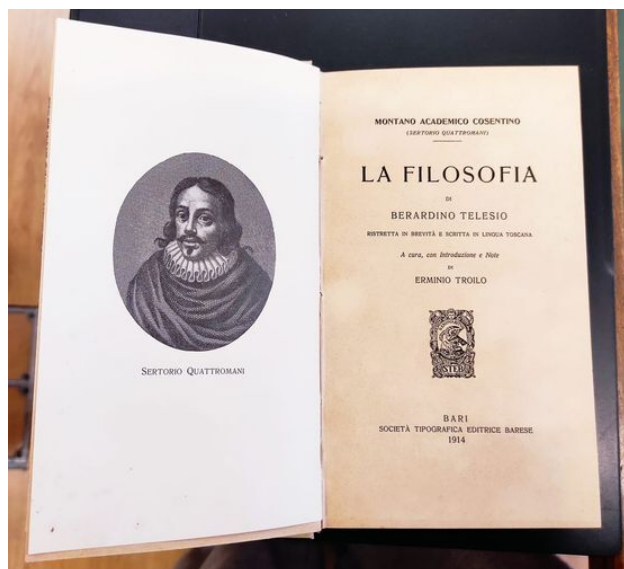 SERTORIO QUATTROMANI
MONTANO ACADEMICO COSENTINO
(SERTORIO QUATTROMANI)
LA FILOSOFIA
DI
BERARDINO TELESIO
RISTRETTA IN BREVITÀ E SCRITTA IN LINGUA TOSCANA
A cura, con Introduzione e Note
DI
ERMINIO TROILO
STEB
BARI
SOCIETÀ TIPOGRAFICA EDITRICE BARESE
1914